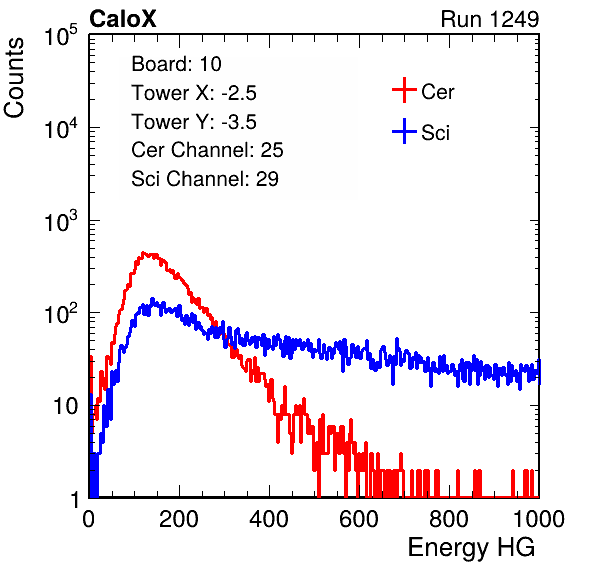 CaloX Run 1249
Counts
10^5
10^4
10^3
10^2
10
1
Board: 10
Tower X: -2.5
Tower Y: -3.5
Cer Channel: 25
Sci Channel: 29
Cer
Sci
0 200 400 600 800 1000
Energy HG